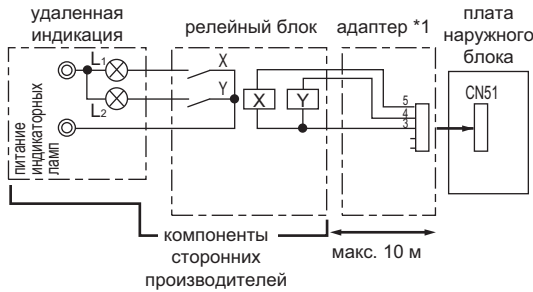 удаленная
индикация
релейный блок
адаптер *1
плата
наружного
блока
L1
L2
X
Y
X
Y
5
4
3
CN51
питание
индикаторных
ламп
компоненты
сторонних
производителей
макс. 10 м